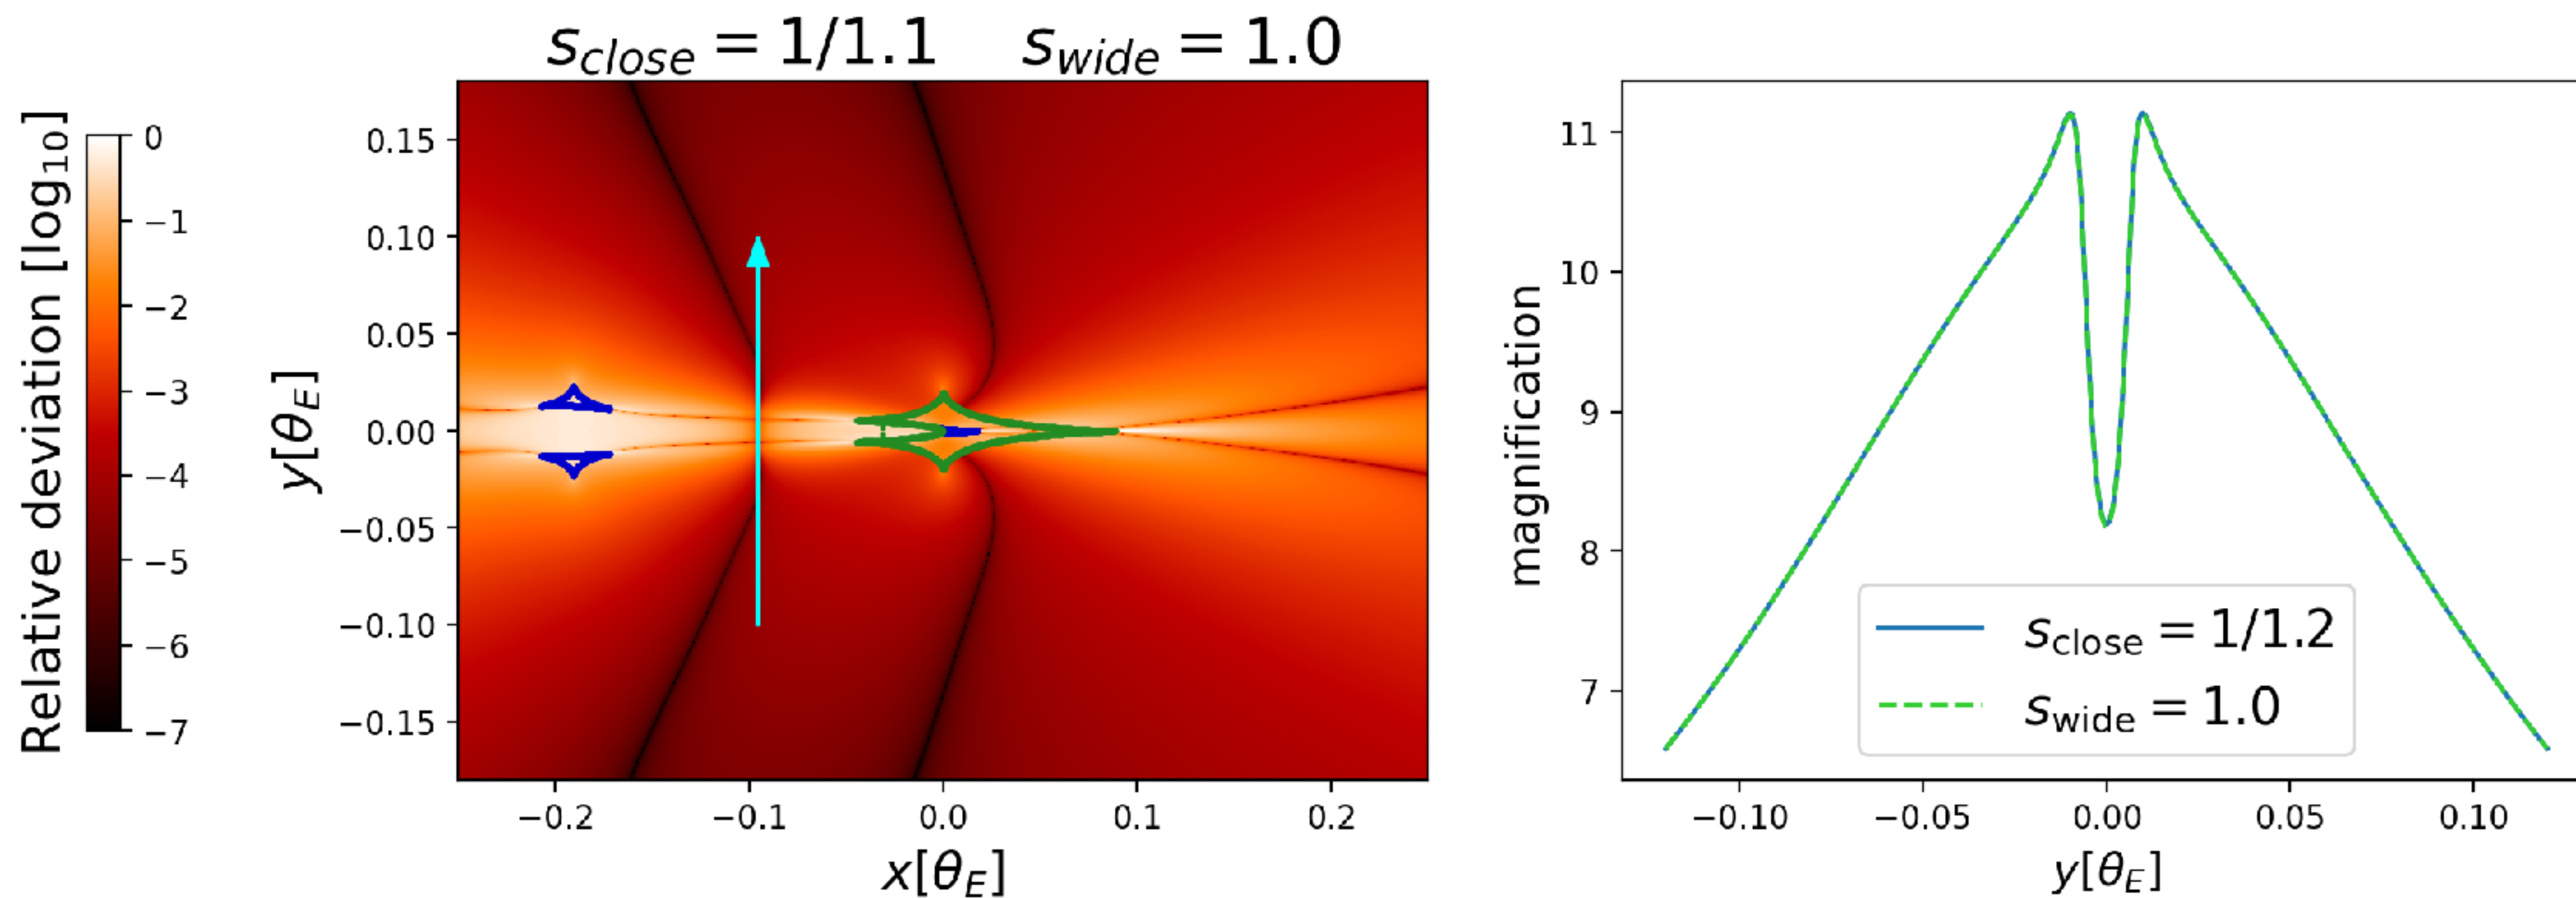 s_close = 1/1.1 s_wide = 1.0
Relative deviation [log₁₀]
0
−1
−2
−3
−4
−5
−6
−7
y[θ_E]
0.15
0.10
0.05
0.00
−0.05
−0.10
−0.15
−0.2 −0.1 0.0 0.1 0.2
x[θ_E]
magnification
11
10
9
8
7
s_close = 1/1.2
s_wide = 1.0
−0.10 −0.05 0.00 0.05 0.10
y[θ_E]